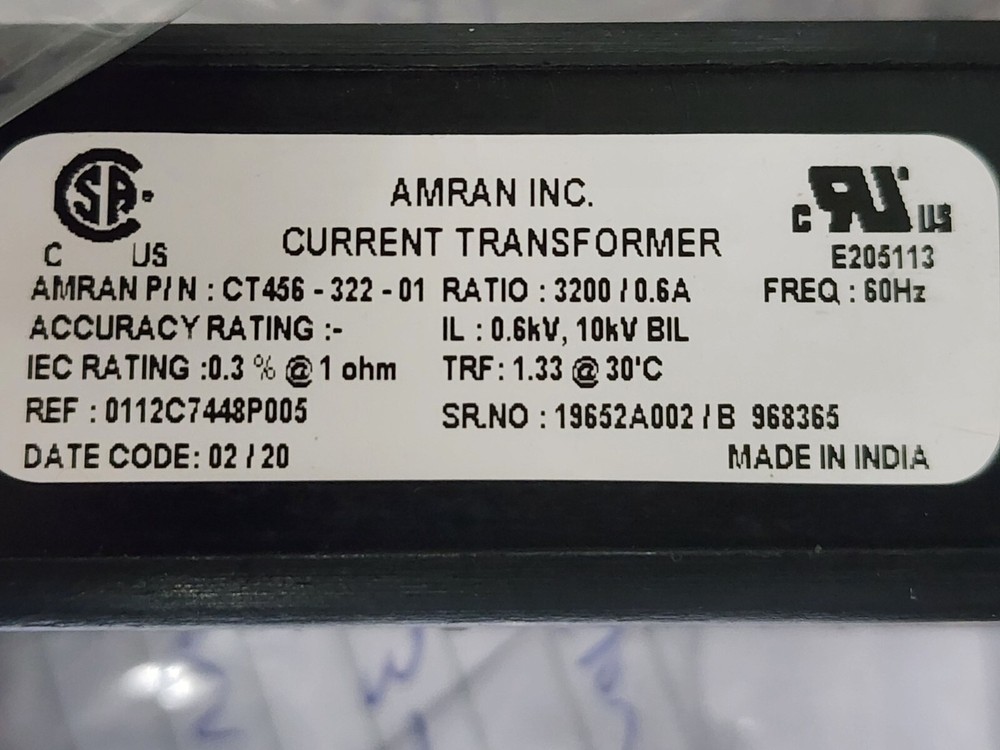 AMRAN INC.
CURRENT TRANSFORMER
C SA US
C RU US
E205113
AMRAN P/N : CT456 - 322 - 01 RATIO : 3200 / 0.6A FREQ : 60Hz
ACCURACY RATING :- IL : 0.6kV, 10kV BIL
IEC RATING :0.3 % @ 1 ohm TRF : 1.33 @ 30'C
REF : 0112C7448P005 SR.NO : 19652A002 / B 968365
DATE CODE: 02 / 20 MADE IN INDIA